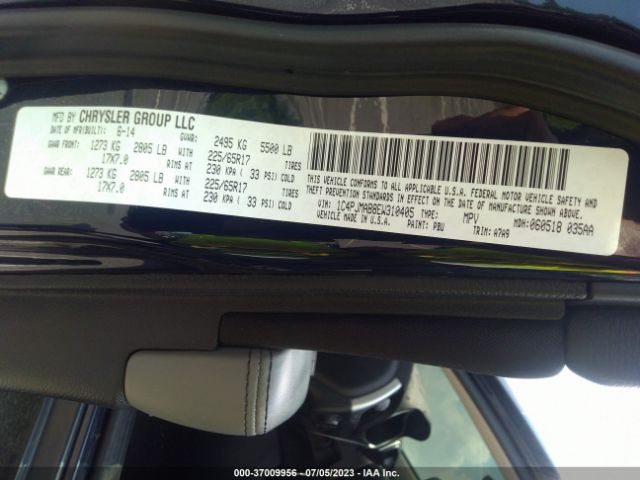 MFD BY CHRYSLER GROUP LLC
DATE OF MFR(BUILT): 6-14 GVWR: 2495 KG 5500 LB
GAWR FRONT: 1273 KG 2805 LB WITH 225/65R17 TIRES
17X7.0 RIMS AT 230 KPA ( 33 PSI) COLD
GAWR REAR: 1273 KG 2805 LB WITH 225/65R17 TIRES
17X7.0 RIMS AT 230 KPA ( 33 PSI) COLD
THIS VEHICLE CONFORMS TO ALL APPLICABLE U.S.A. FEDERAL MOTOR VEHICLE SAFETY AND
THEFT PREVENTION STANDARDS IN EFFECT ON THE DATE OF MANUFACTURE SHOWN ABOVE.
VIN: 1C4PJMAB8EW310405 TYPE: MPV MDH: 060518 035AA
VEHICLE MADE IN U.S.A. PAINT: PBU TRIM: A7A9
000-37009956 - 07/05/2023 - IAA Inc.